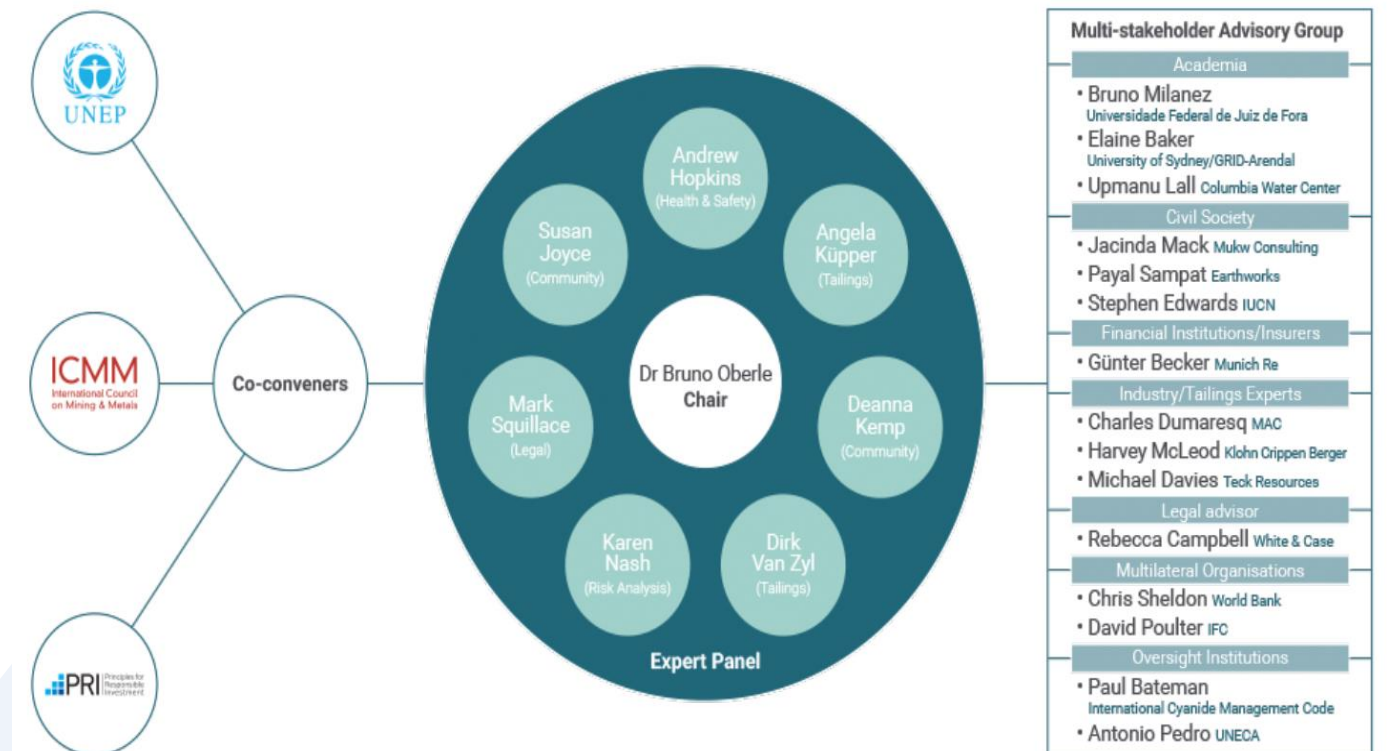 UNEP
ICMM
International Council
on Mining & Metals
PRI
Principles for
Responsible
Investment
Co-conveners
Andrew
Hopkins
(Health & Safety)
Susan
Joyce
(Community)
Angela
Küpper
(Tailings)
Dr Bruno Oberle
Chair
Mark
Squillace
(Legal)
Deanna
Kemp
(Community)
Karen
Nash
(Risk Analysis)
Dirk
Van Zyl
(Tailings)
Expert Panel
Multi-stakeholder Advisory Group
Academia
• Bruno Milanez
Universidade Federal de Juiz de Fora
• Elaine Baker
University of Sydney/GRID-Arendal
• Upmanu Lall Columbia Water Center
Civil Society
• Jacinda Mack Mukw Consulting
• Payal Sampat Earthworks
• Stephen Edwards IUCN
Financial Institutions/Insurers
• Günter Becker Munich Re
Industry/Tailings Experts
• Charles Dumaresq MAC
• Harvey McLeod Klohn Crippen Berger
• Michael Davies Teck Resources
Legal advisor
• Rebecca Campbell White & Case
Multilateral Organisations
• Chris Sheldon World Bank
• David Poulter IFC
Oversight Institutions
• Paul Bateman
International Cyanide Management Code
• Antonio Pedro UNECA